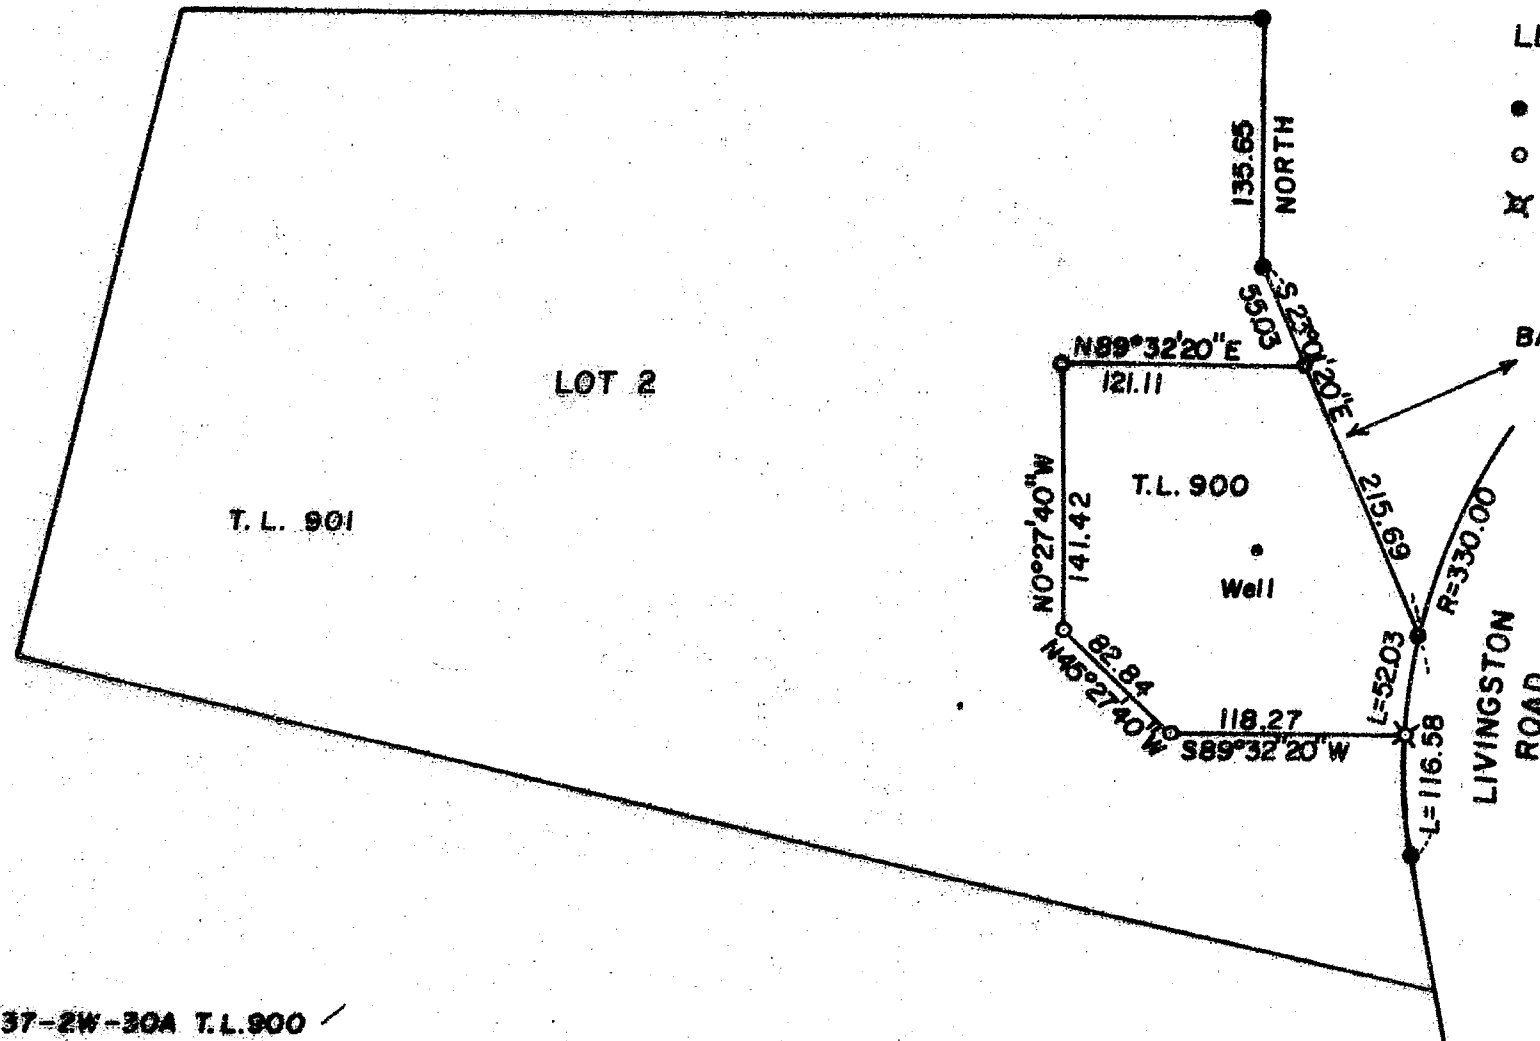 135.65
NORTH
S 23°01'20"E
55.03
N89°32'20"E
121.11
LOT 2
T.L. 901
T.L. 900
Well
N0°27'40"W
141.42
215.69
R=330.00
82.84
N45°27'40"W
118.27
S89°32'20"W
L=52.03
L=116.58
LIVINGSTON
ROAD
37-2W-30A T.L.900